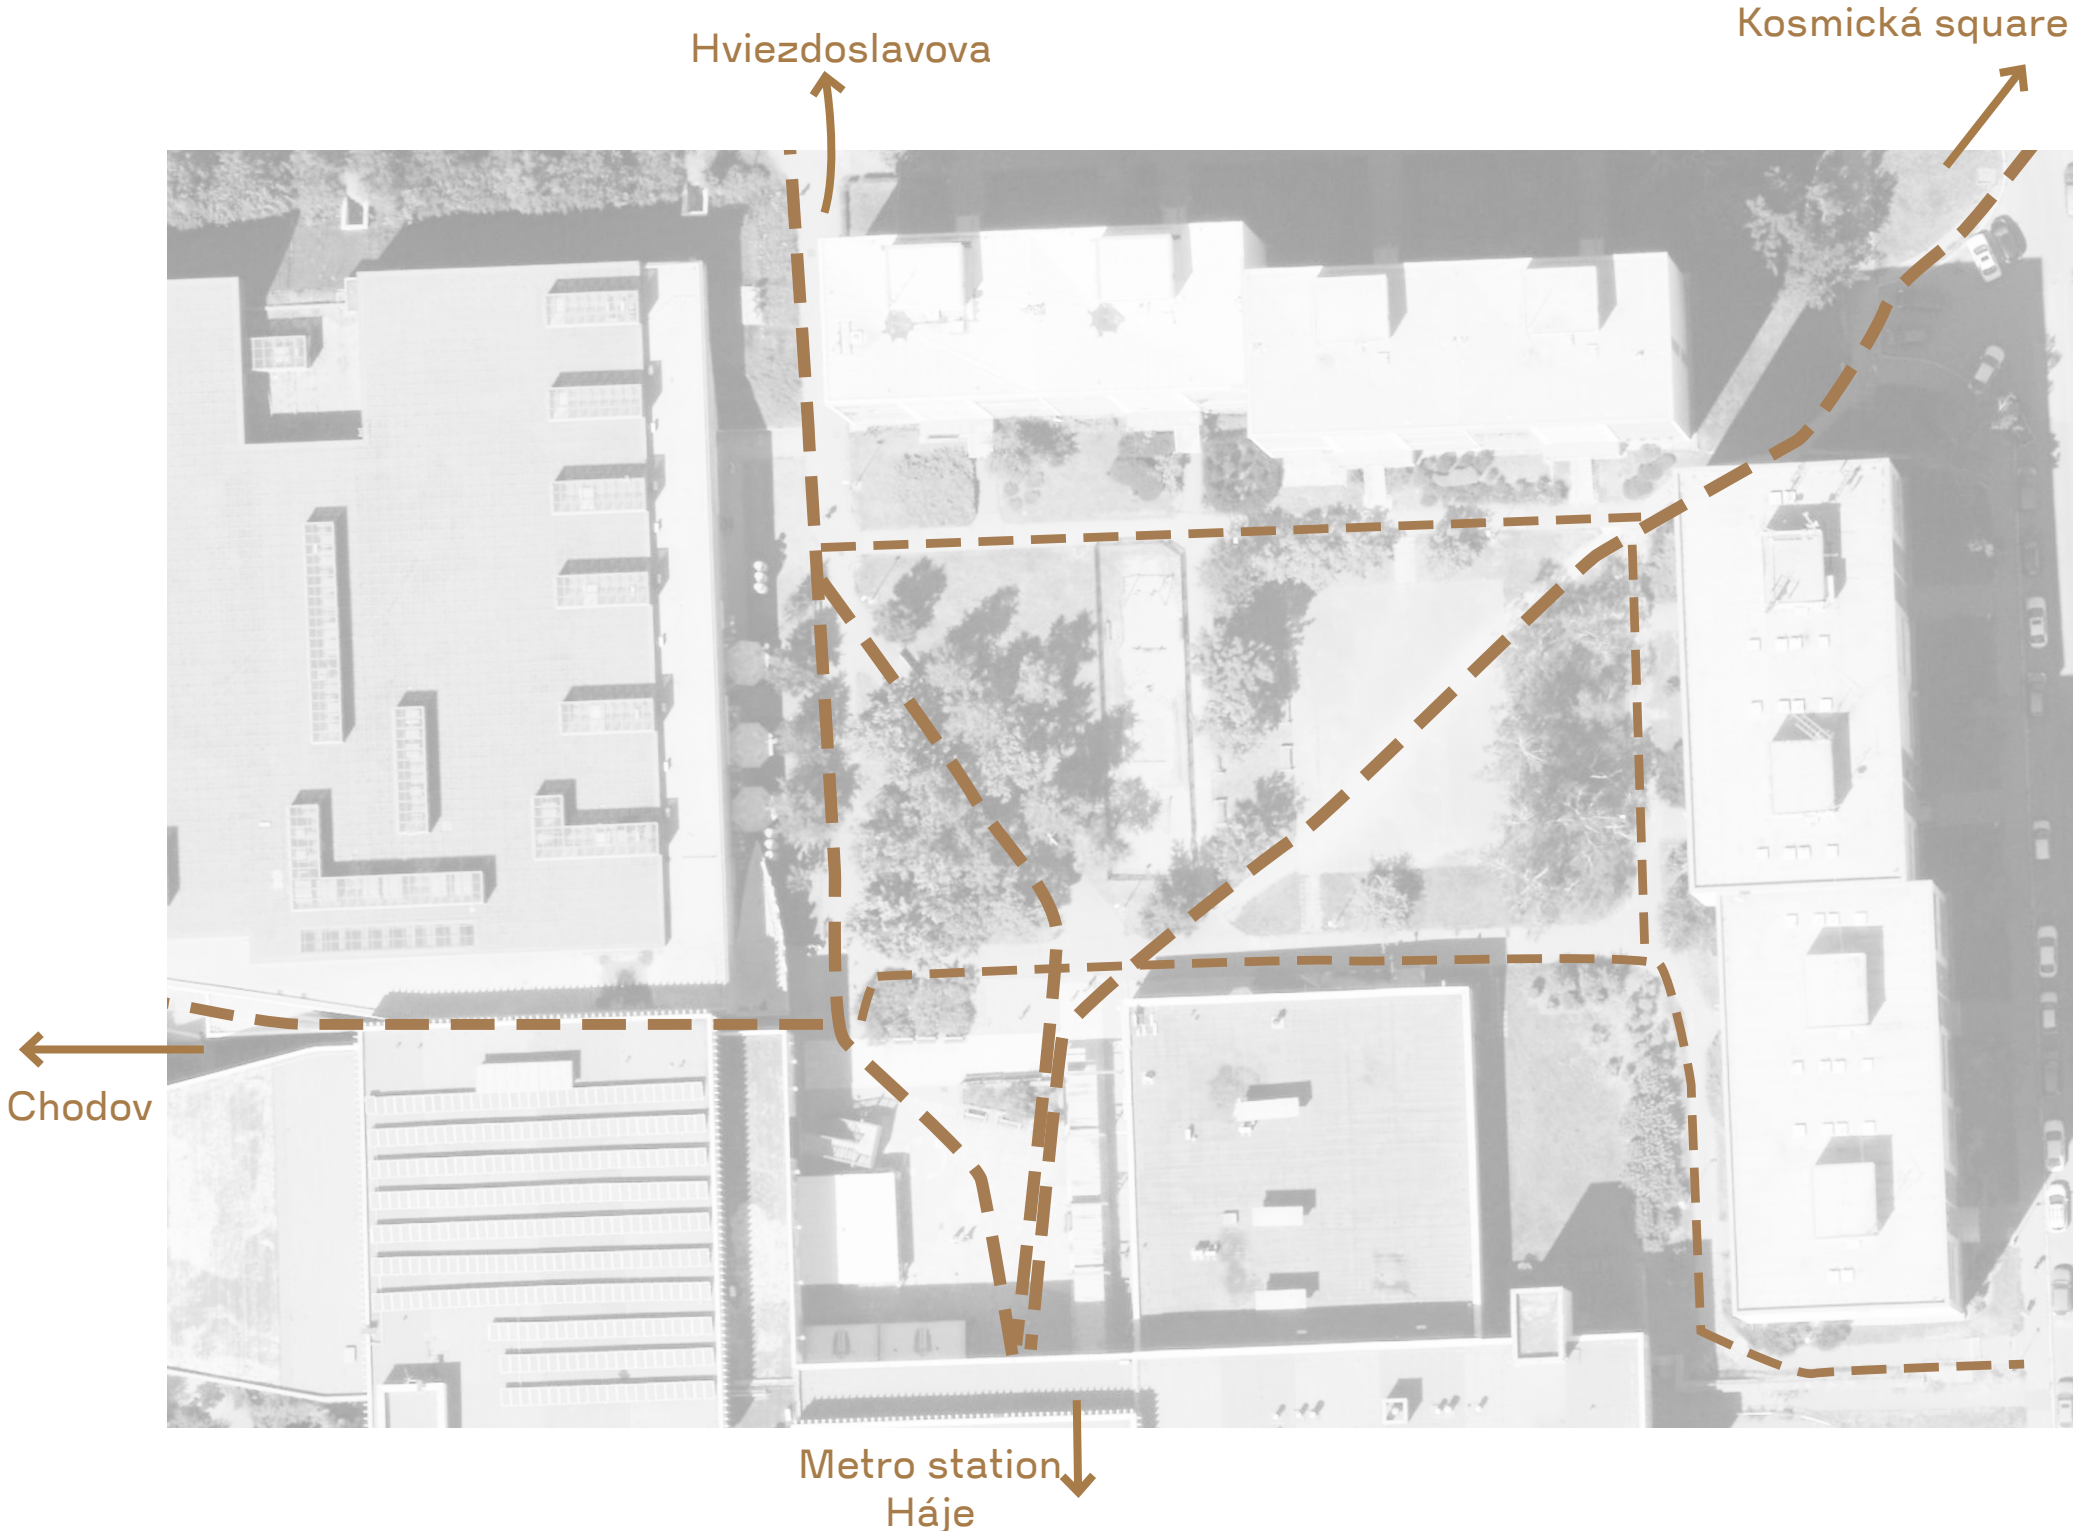 Kosmická square
Hviezdoslavova
Chodov
Metro station
Háje